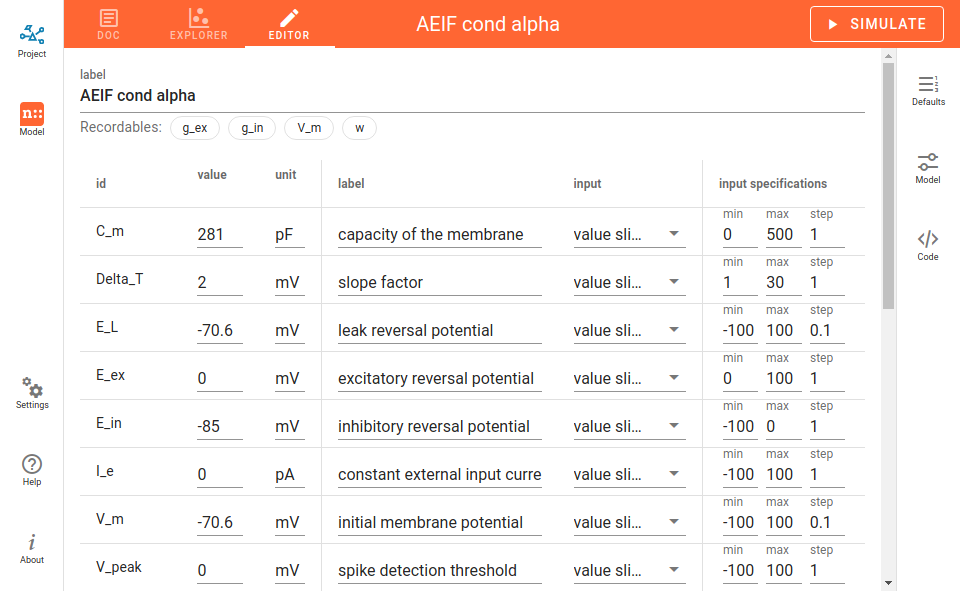 DOC
EXPLORER
EDITOR
AEIF cond alpha
SIMULATE
Project
n::
Model
Settings
Help
i
About
label
AEIF cond alpha
Recordables: g_ex g_in V_m w
id value unit label input input specifications
C_m 281 pF capacity of the membrane value sli... min 0 max 500 step 1
Delta_T 2 mV slope factor value sli... min 1 max 30 step 1
E_L -70.6 mV leak reversal potential value sli... min -100 max 100 step 0.1
E_ex 0 mV excitatory reversal potential value sli... min 0 max 100 step 1
E_in -85 mV inhibitory reversal potential value sli... min -100 max 0 step 1
I_e 0 pA constant external input curre value sli... min -100 max 100 step 1
V_m -70.6 mV initial membrane potential value sli... min -100 max 100 step 0.1
V_peak 0 mV spike detection threshold value sli... min -100 max 100 step 1
Defaults
Model
Code